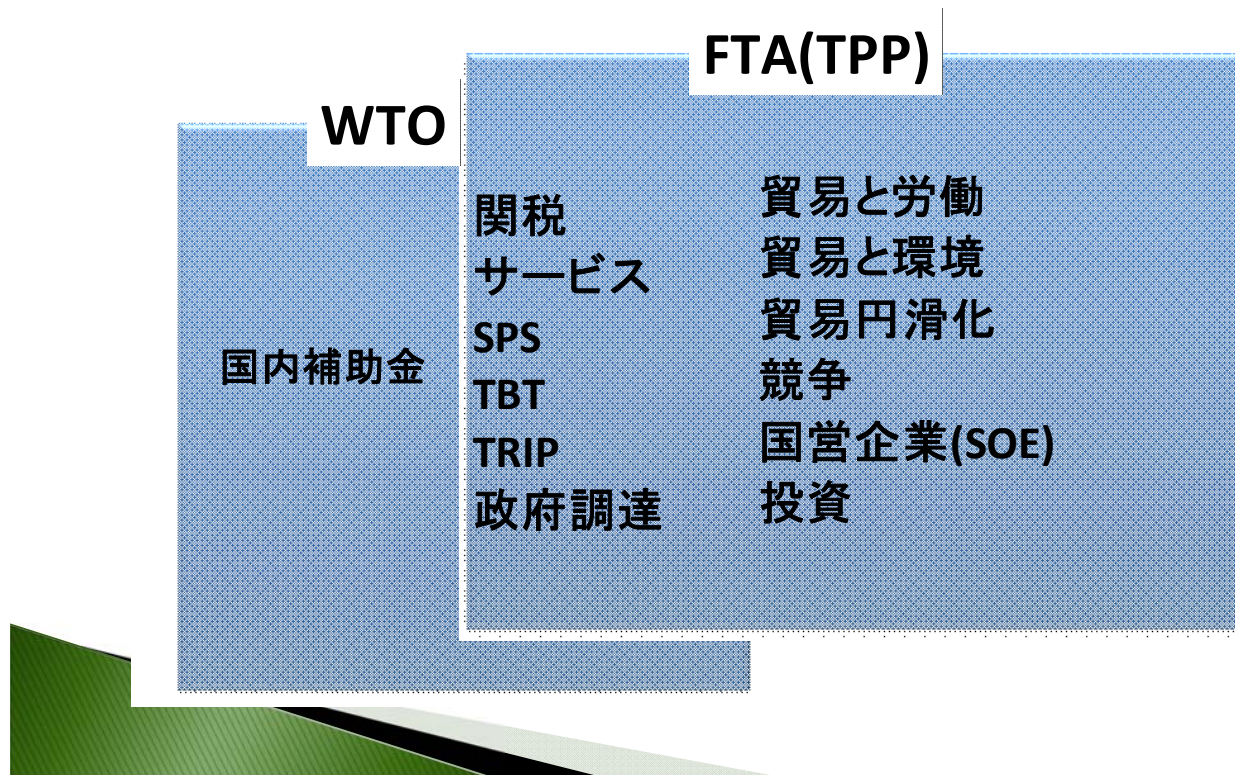 FTA(TPP)
WTO
国内補助金
関税
サービス
SPS
TBT
TRIP
政府調達
貿易と労働
貿易と環境
貿易円滑化
競争
国営企業(SOE)
投資